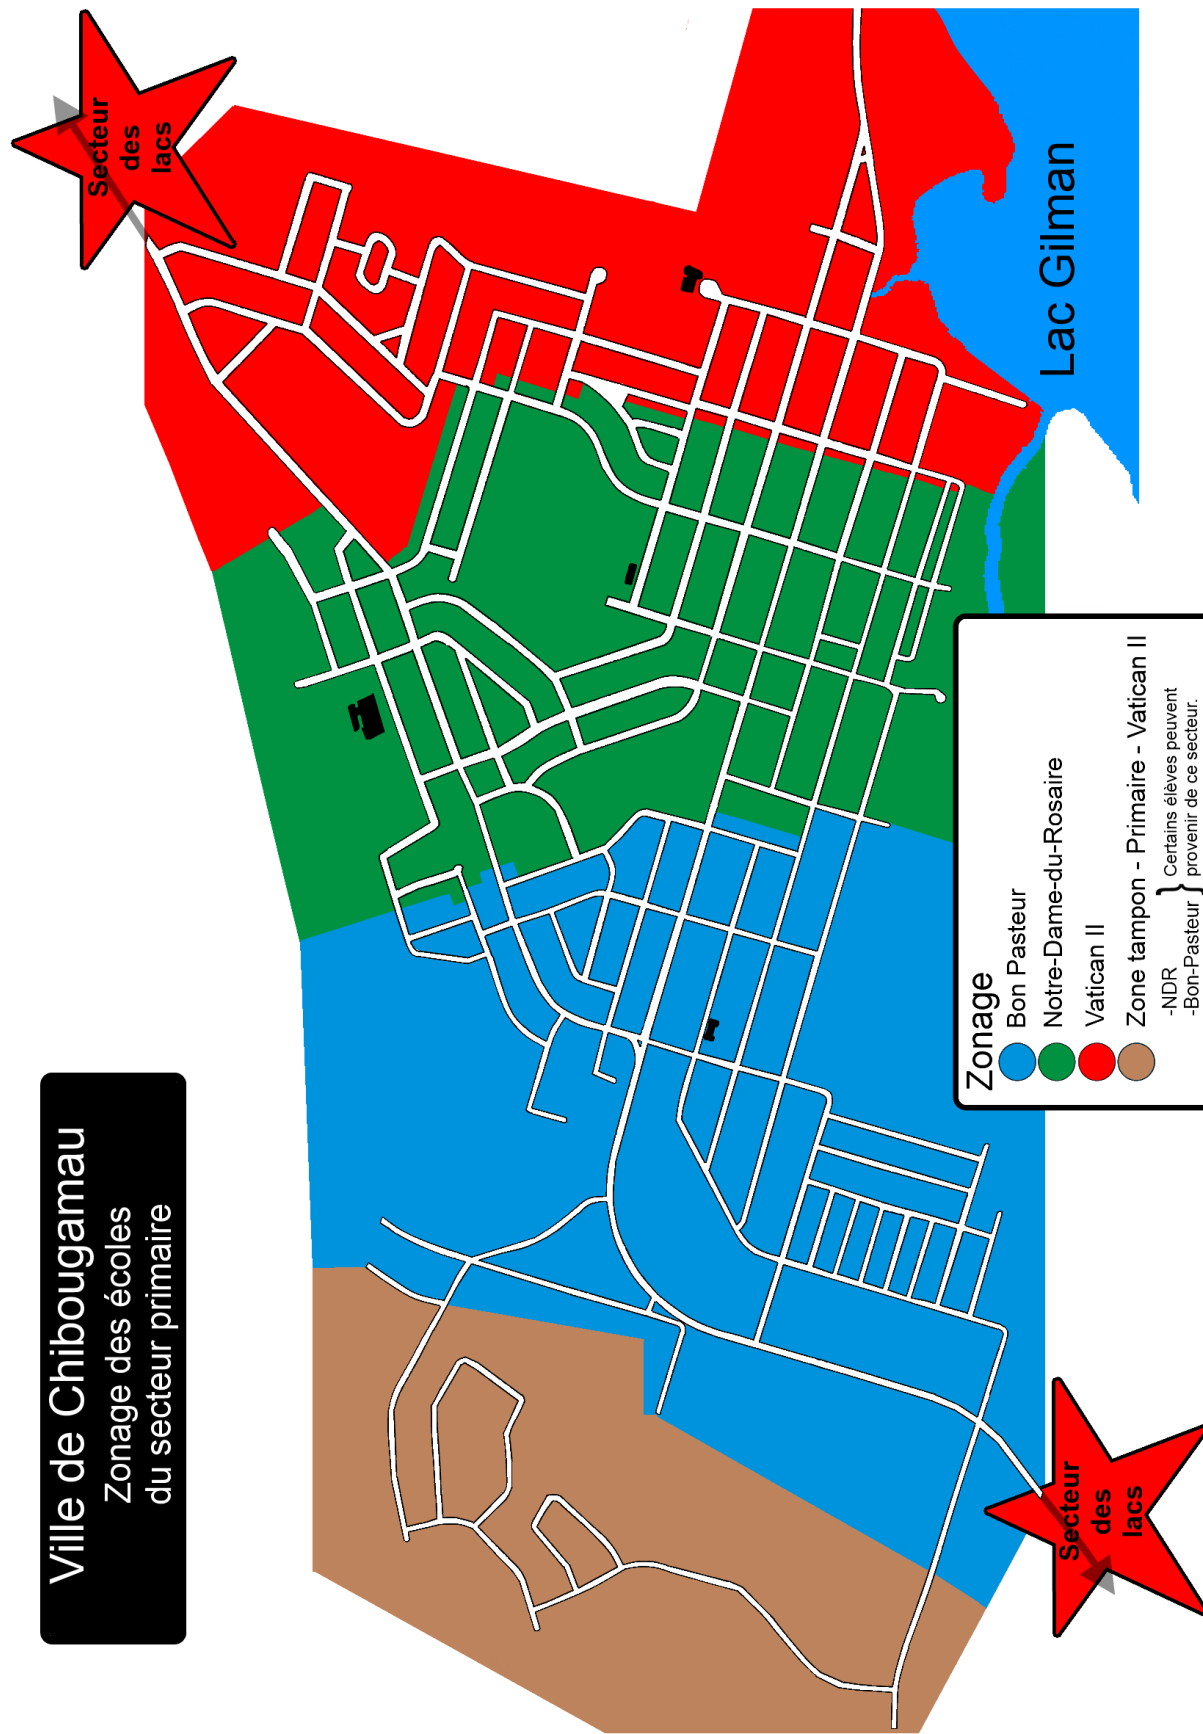 Ville de Chibougamau
Zonage des écoles
du secteur primaire
Secteur
des
lacs
Lac Gilman
Zonage
Bon Pasteur
Notre-Dame-du-Rosaire
Vatican II
Zone tampon - Primaire - Vatican II
-NDR
-Bon-Pasteur
} Certains élèves peuvent
provenir de ce secteur.
Secteur
des
lacs